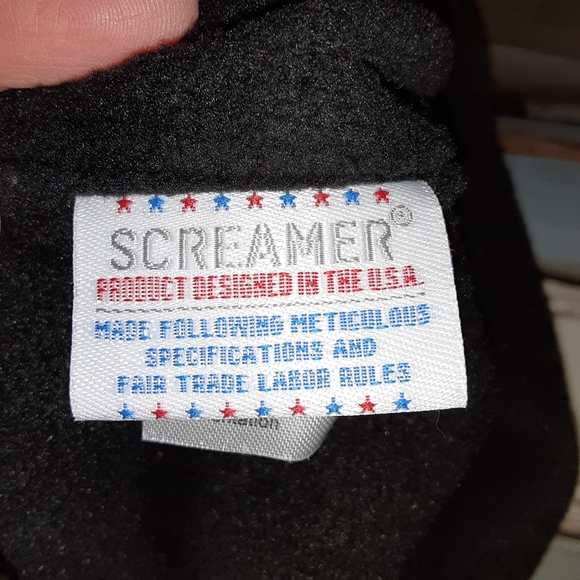 SCREAMER®
PRODUCT DESIGNED IN THE U.S.A.
MADE FOLLOWING METICULOUS
SPECIFICATIONS AND
FAIR TRADE LABOR RULES